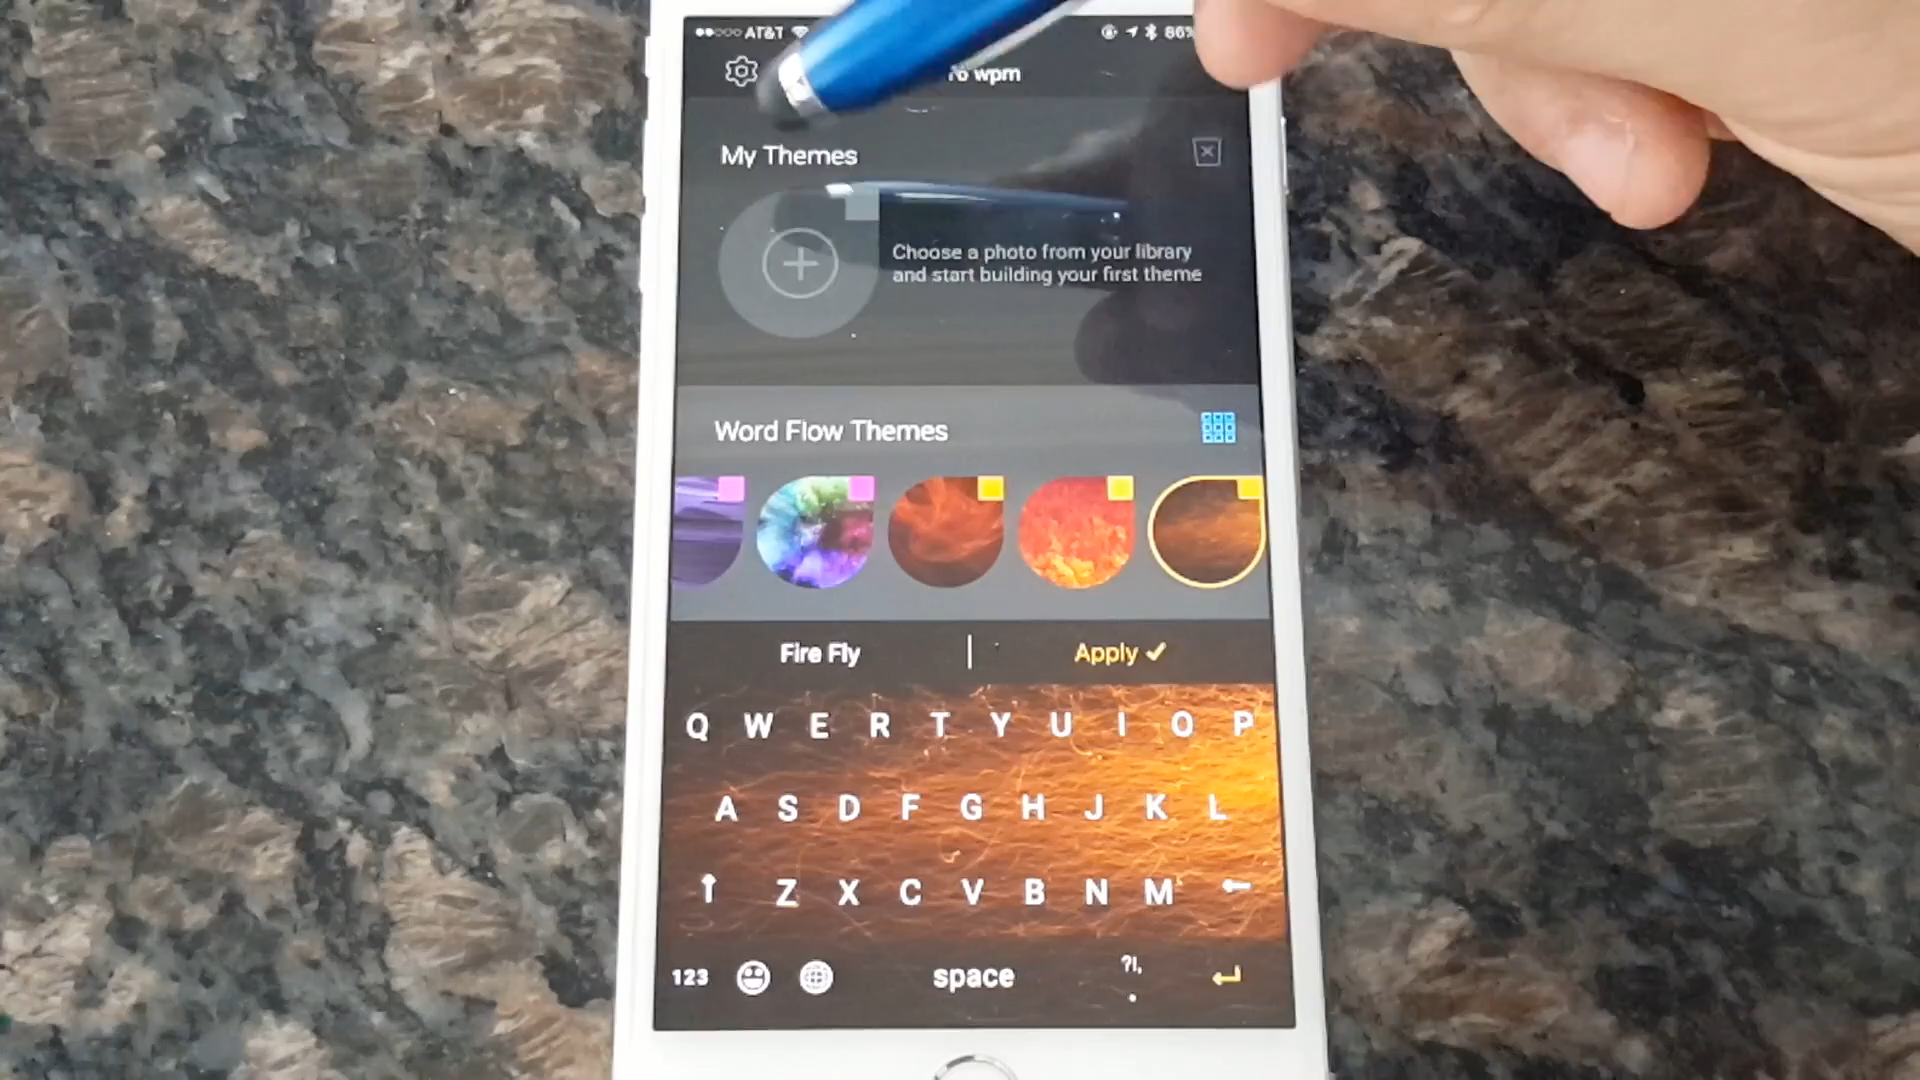 AT&T 86%
wpm
My Themes
Choose a photo from your library
and start building your first theme
Word Flow Themes
Fire Fly Apply
Q W E R T Y U I O P
A S D F G H J K L
Z X C V B N M
123 space ?!,
.